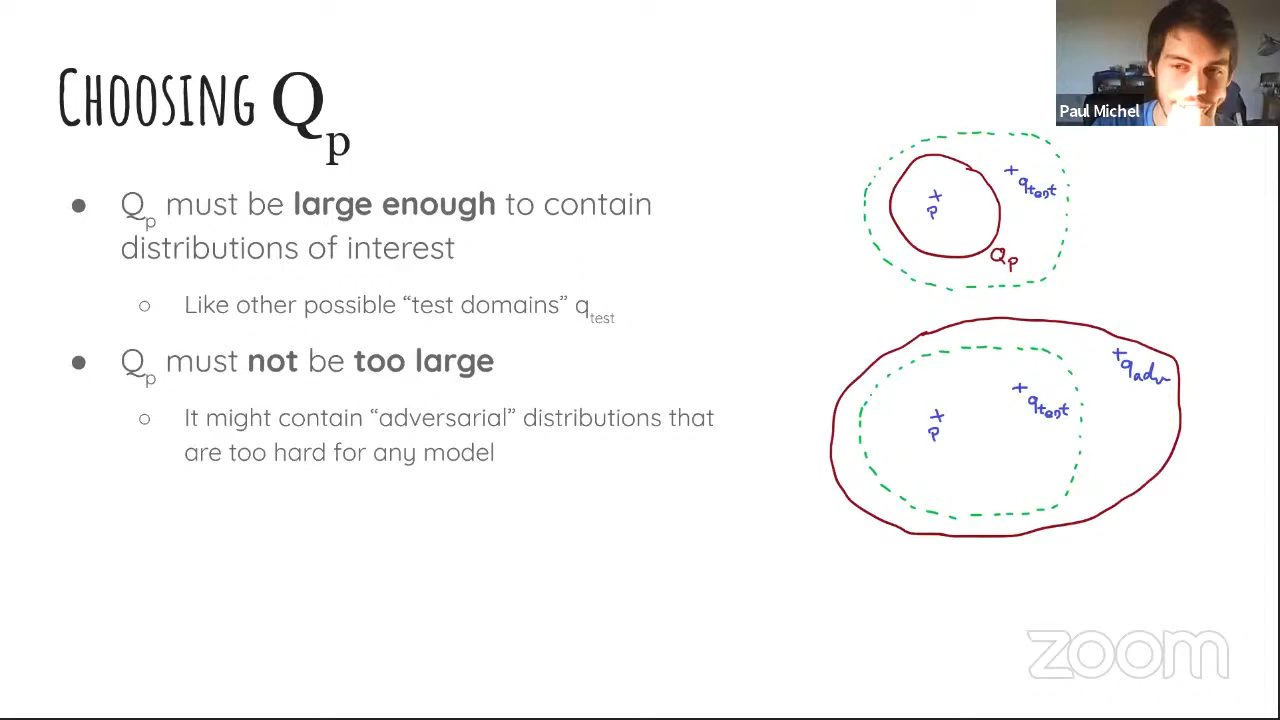 Choosing Qp
Paul Michel
● Qp must be large enough to contain
distributions of interest
○ Like other possible “test domains” qtest
● Qp must not be too large
○ It might contain “adversarial” distributions that
are too hard for any model
p
qtest
Qp
p
qtest
qadv
zoom